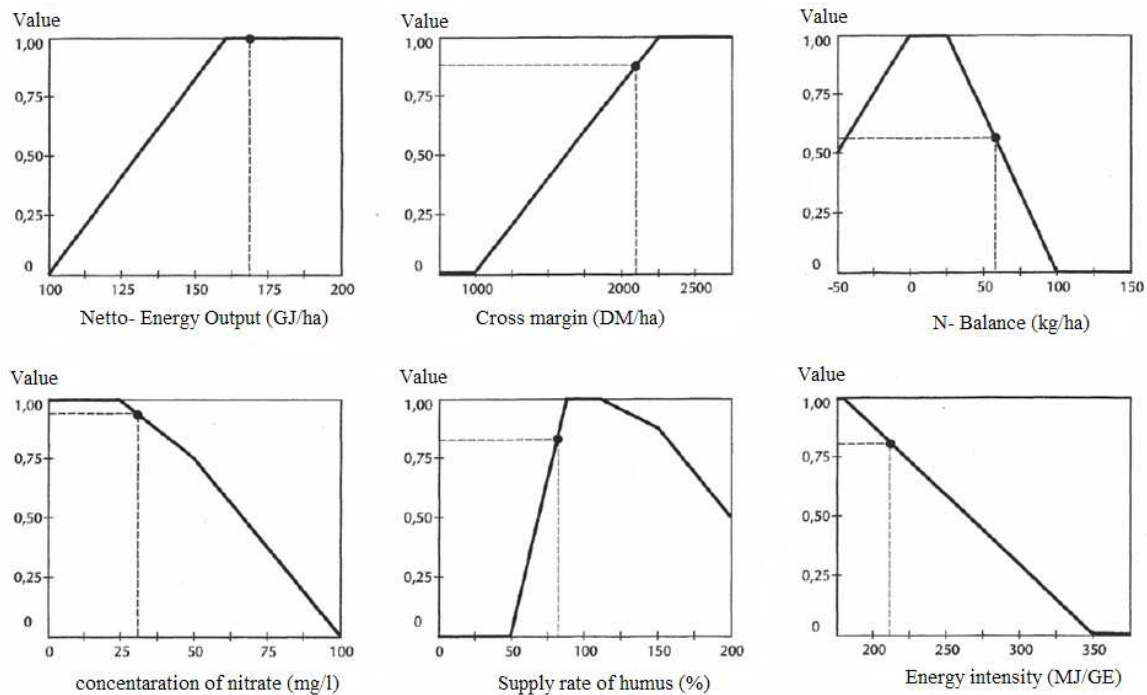 Value
1,00
0,75
0,50
0,25
0
100 125 150 175 200
Netto- Energy Output (GJ/ha)
Value
1,00
0,75
0,50
0,25
0
1000 2000 2500
Cross margin (DM/ha)
Value
1,00
0,75
0,50
0,25
0
-50 0 50 100 150
N- Balance (kg/ha)
Value
1,00
0,75
0,50
0,25
0
0 25 50 75 100
concentaration of nitrate (mg/l)
Value
1,00
0,75
0,50
0,25
0
0 50 100 150 200
Supply rate of humus (%)
Value
1,00
0,75
0,50
0,25
0
200 250 300 350
Energy intensity (MJ/GE)